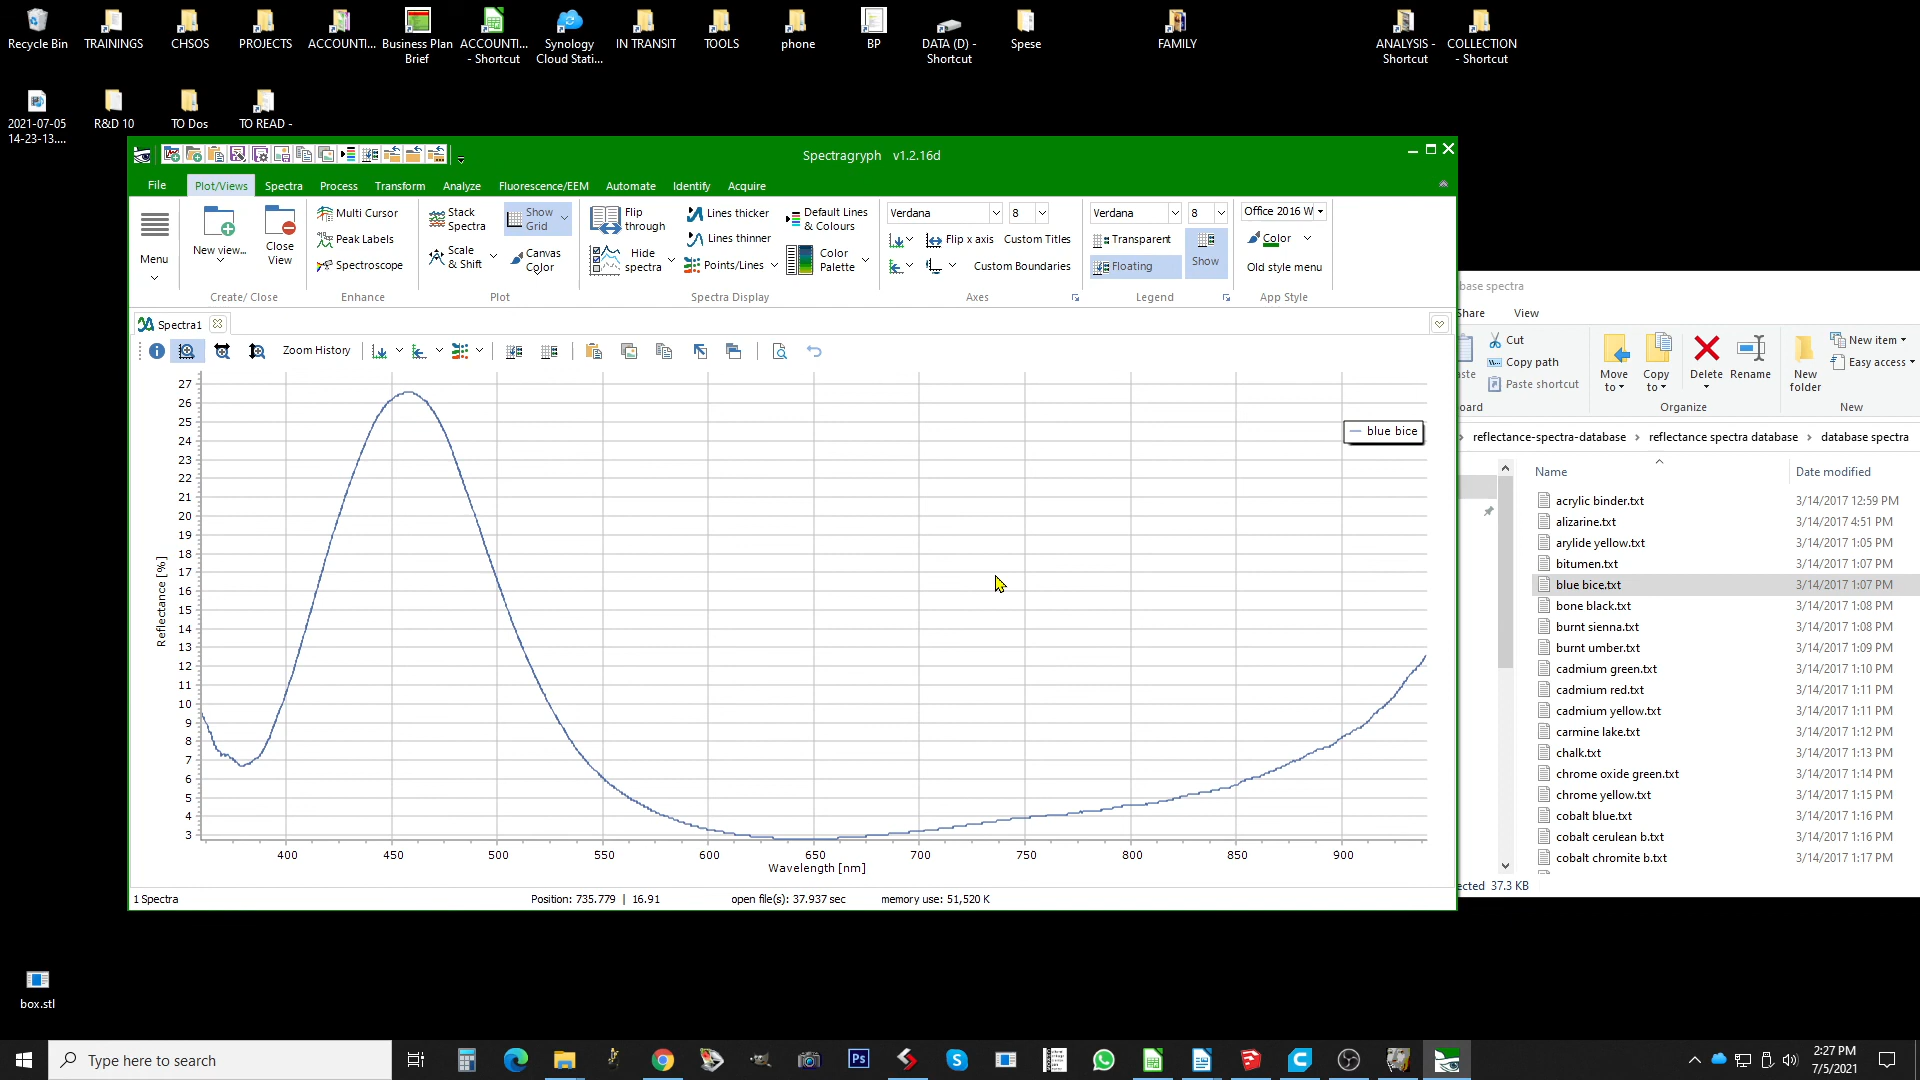 Recycle Bin
TRAININGS
CHSOS
PROJECTS
ACCOUNTI...
Business Plan
Brief
ACCOUNTI...
- Shortcut
Synology
Cloud Stati...
IN TRANSIT
TOOLS
phone
BP
DATA (D) -
Shortcut
Spese
FAMILY
ANALYSIS -
Shortcut
COLLECTION
- Shortcut
2021-07-05
14-23-13....
R&D 10
TO Dos
TO READ -
Spectragryph v1.2.16d
File
Plot/Views
Spectra
Process
Transform
Analyze
Fluorescence/EEM
Automate
Identify
Acquire
Menu
New view...
Close
View
Create/ Close
Multi Cursor
Peak Labels
Spectroscope
Enhance
Stack
Spectra
Scale
& Shift
Show
Grid
Canvas
Color
Plot
Flip
through
Hide
spectra
Lines thicker
Lines thinner
Points/Lines
Default Lines
& Colours
Color
Palette
Spectra Display
Verdana
8
Flip x axis
Custom Titles
Custom Boundaries
Axes
Verdana
8
Transparent
Floating
Show
Legend
Office 2016 W
Color
Old style menu
App Style
Spectra1
Zoom History
27
26
25
24
23
22
21
20
19
18
17
16
15
14
13
12
11
10
9
8
7
6
5
4
3
Reflectance [%]
blue bice
400
450
500
550
600
650
700
750
800
850
900
Wavelength [nm]
1 Spectra
Position: 735.779 | 16.91
open file(s): 37.937 sec
memory use: 51,520 K
base spectra
Share
View
aste
Cut
Copy path
Paste shortcut
oard
Move
to
Copy
to
Delete
Rename
Organize
New
folder
New item
Easy access
New
reflectance-spectra-database
reflectance spectra database
database spectra
Name
Date modified
acrylic binder.txt 3/14/2017 12:59 PM
alizarine.txt 3/14/2017 4:51 PM
arylide yellow.txt 3/14/2017 1:05 PM
bitumen.txt 3/14/2017 1:07 PM
blue bice.txt 3/14/2017 1:07 PM
bone black.txt 3/14/2017 1:08 PM
burnt sienna.txt 3/14/2017 1:08 PM
burnt umber.txt 3/14/2017 1:09 PM
cadmium green.txt 3/14/2017 1:10 PM
cadmium red.txt 3/14/2017 1:11 PM
cadmium yellow.txt 3/14/2017 1:11 PM
carmine lake.txt 3/14/2017 1:12 PM
chalk.txt 3/14/2017 1:13 PM
chrome oxide green.txt 3/14/2017 1:14 PM
chrome yellow.txt 3/14/2017 1:15 PM
cobalt blue.txt 3/14/2017 1:16 PM
cobalt cerulean b.txt 3/14/2017 1:16 PM
cobalt chromite b.txt 3/14/2017 1:17 PM
ected 37.3 KB
box.stl
Type here to search
Ps
2:27 PM
7/5/2021